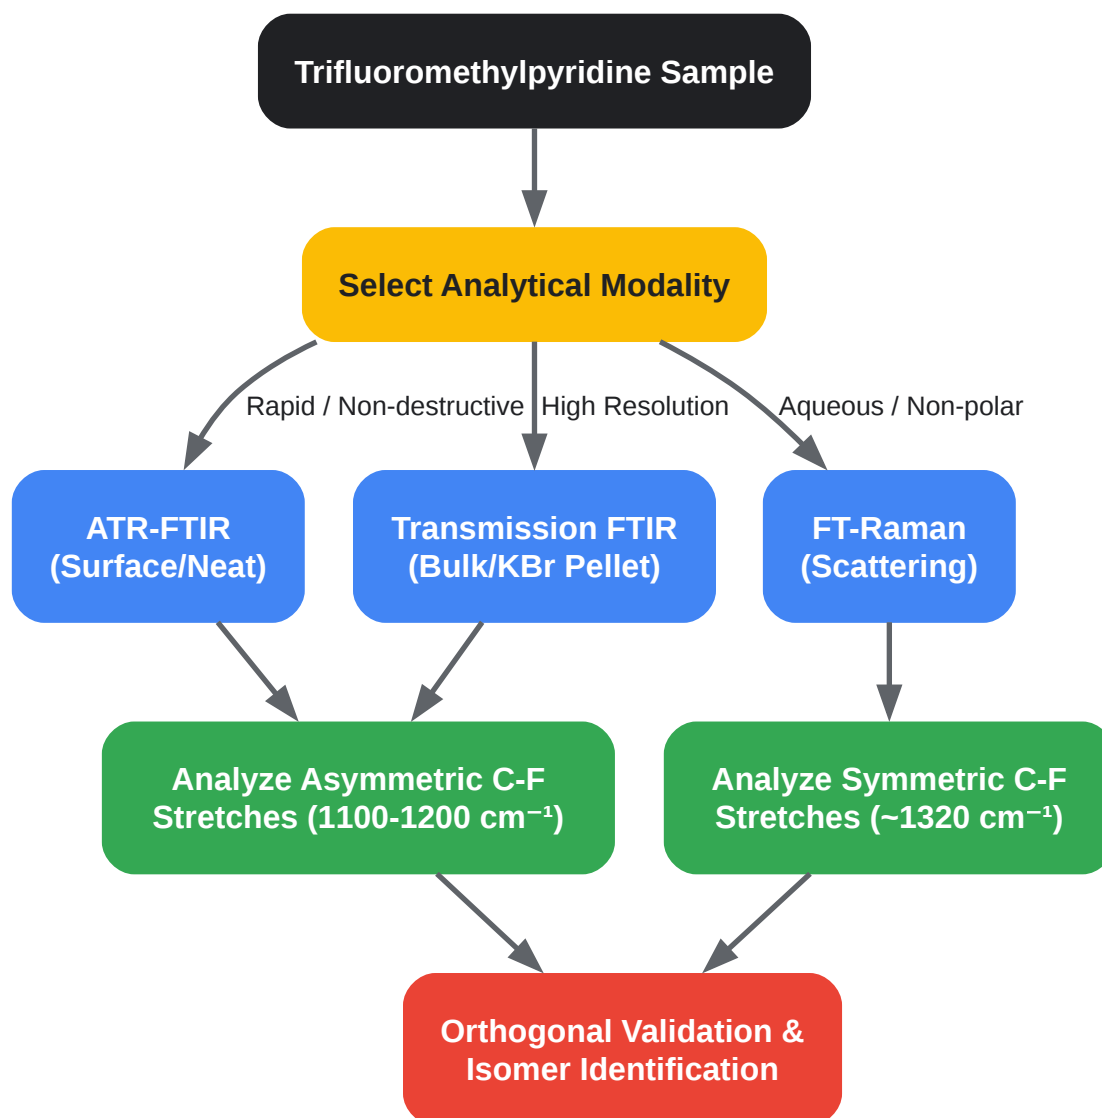 Trifluoromethylpyridine Sample
Select Analytical Modality
Rapid / Non-destructive
High Resolution
Aqueous / Non-polar
ATR-FTIR
(Surface/Neat)
Transmission FTIR
(Bulk/KBr Pellet)
FT-Raman
(Scattering)
Analyze Asymmetric C-F
Stretches (1100-1200 cm⁻¹)
Analyze Symmetric C-F
Stretches (~1320 cm⁻¹)
Orthogonal Validation &
Isomer Identification